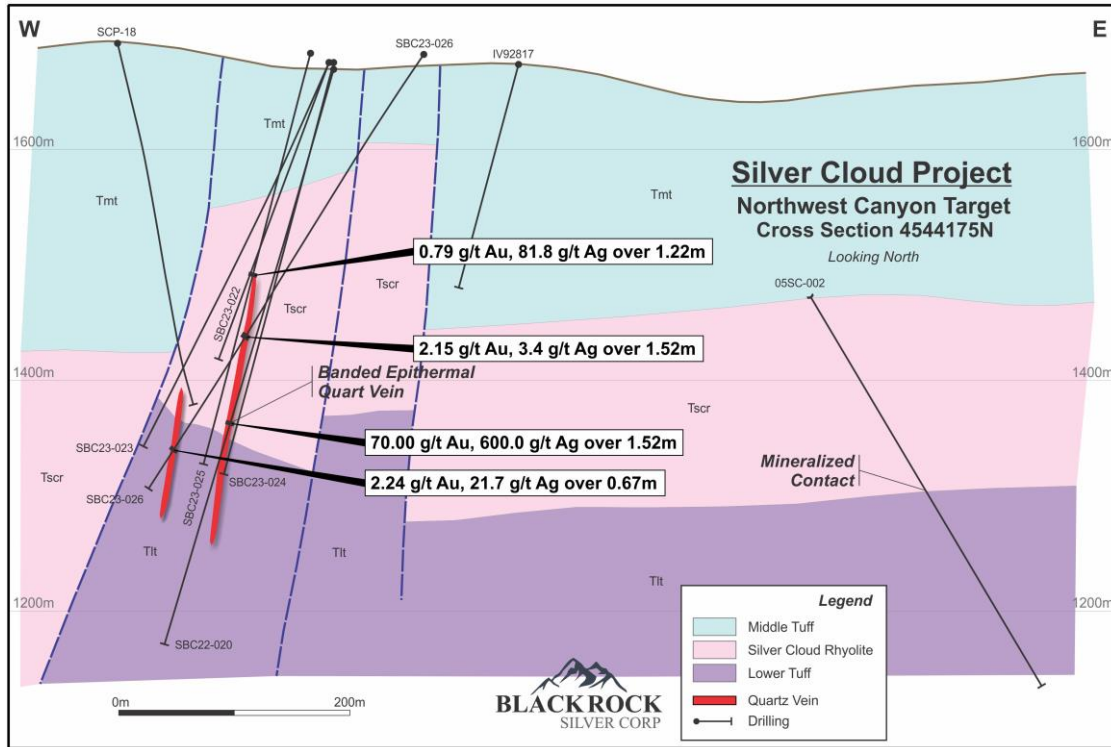 W
E
SCP-18
SBC23-026
IV92817
Tmt
1600m
1600m
Silver Cloud Project
Northwest Canyon Target
Cross Section 4544175N
Looking North
Tmt
Tmt
0.79 g/t Au, 81.8 g/t Ag over 1.22m
05SC-002
Tscr
Tscr
SBC23-022
2.15 g/t Au, 3.4 g/t Ag over 1.52m
1400m
1400m
Banded Epithermal
Quart Vein
Tscr
70.00 g/t Au, 600.0 g/t Ag over 1.52m
SBC23-023
Tscr
Mineralized
Contact
2.24 g/t Au, 21.7 g/t Ag over 0.67m
SBC23-026
SBC23-025
SBC23-024
Tlt
Tlt
Tlt
1200m
1200m
SBC22-020
Legend
Middle Tuff
Silver Cloud Rhyolite
Lower Tuff
Quartz Vein
Drilling
BLACKROCK
SILVER CORP
0m
200m